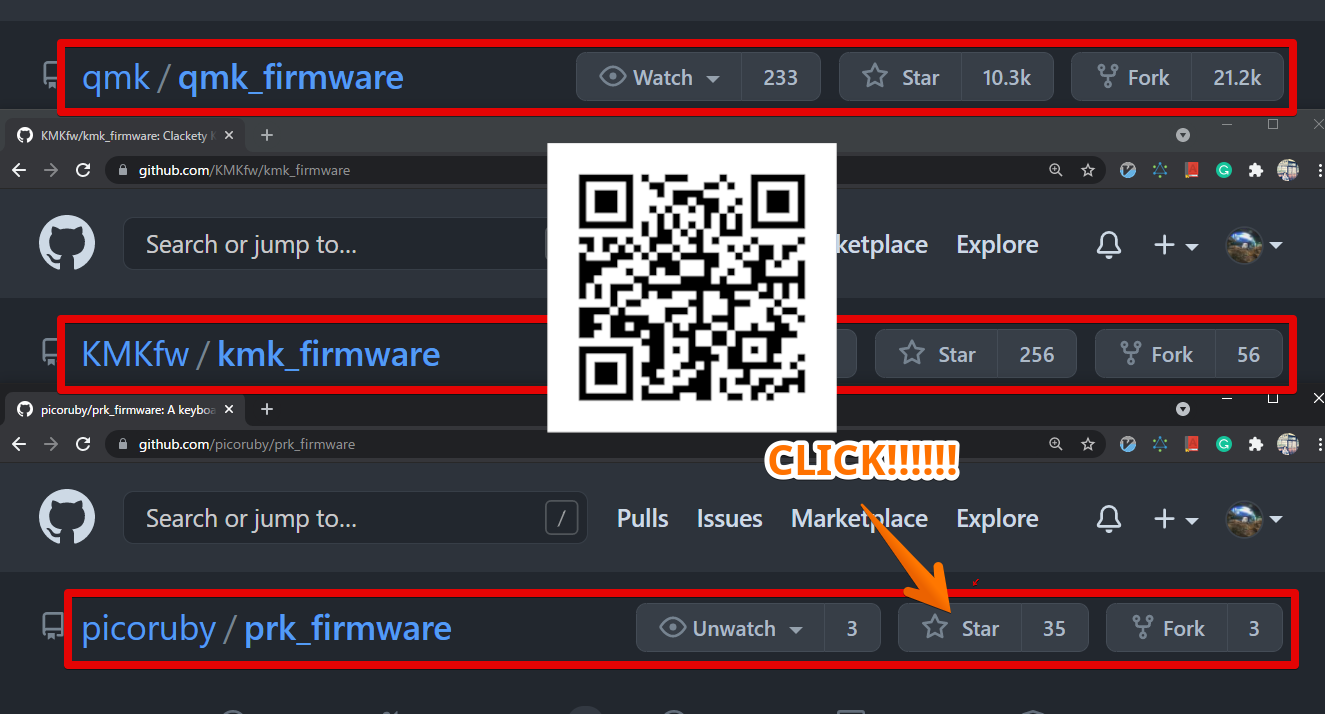 qmk / qmk_firmware Watch 233 Star 10.3k Fork 21.2k
KMKfw/kmk_firmware: Clackety
github.com/KMKfw/kmk_firmware
Search or jump to... Explore
KMKfw / kmk_firmware Star 256 Fork 56
picoruby/prk_firmware: A keyboa
github.com/picoruby/prk_firmware
CLICK!!!!!!
Search or jump to... / Pulls Issues Marketplace Explore
picoruby / prk_firmware Unwatch 3 Star 35 Fork 3